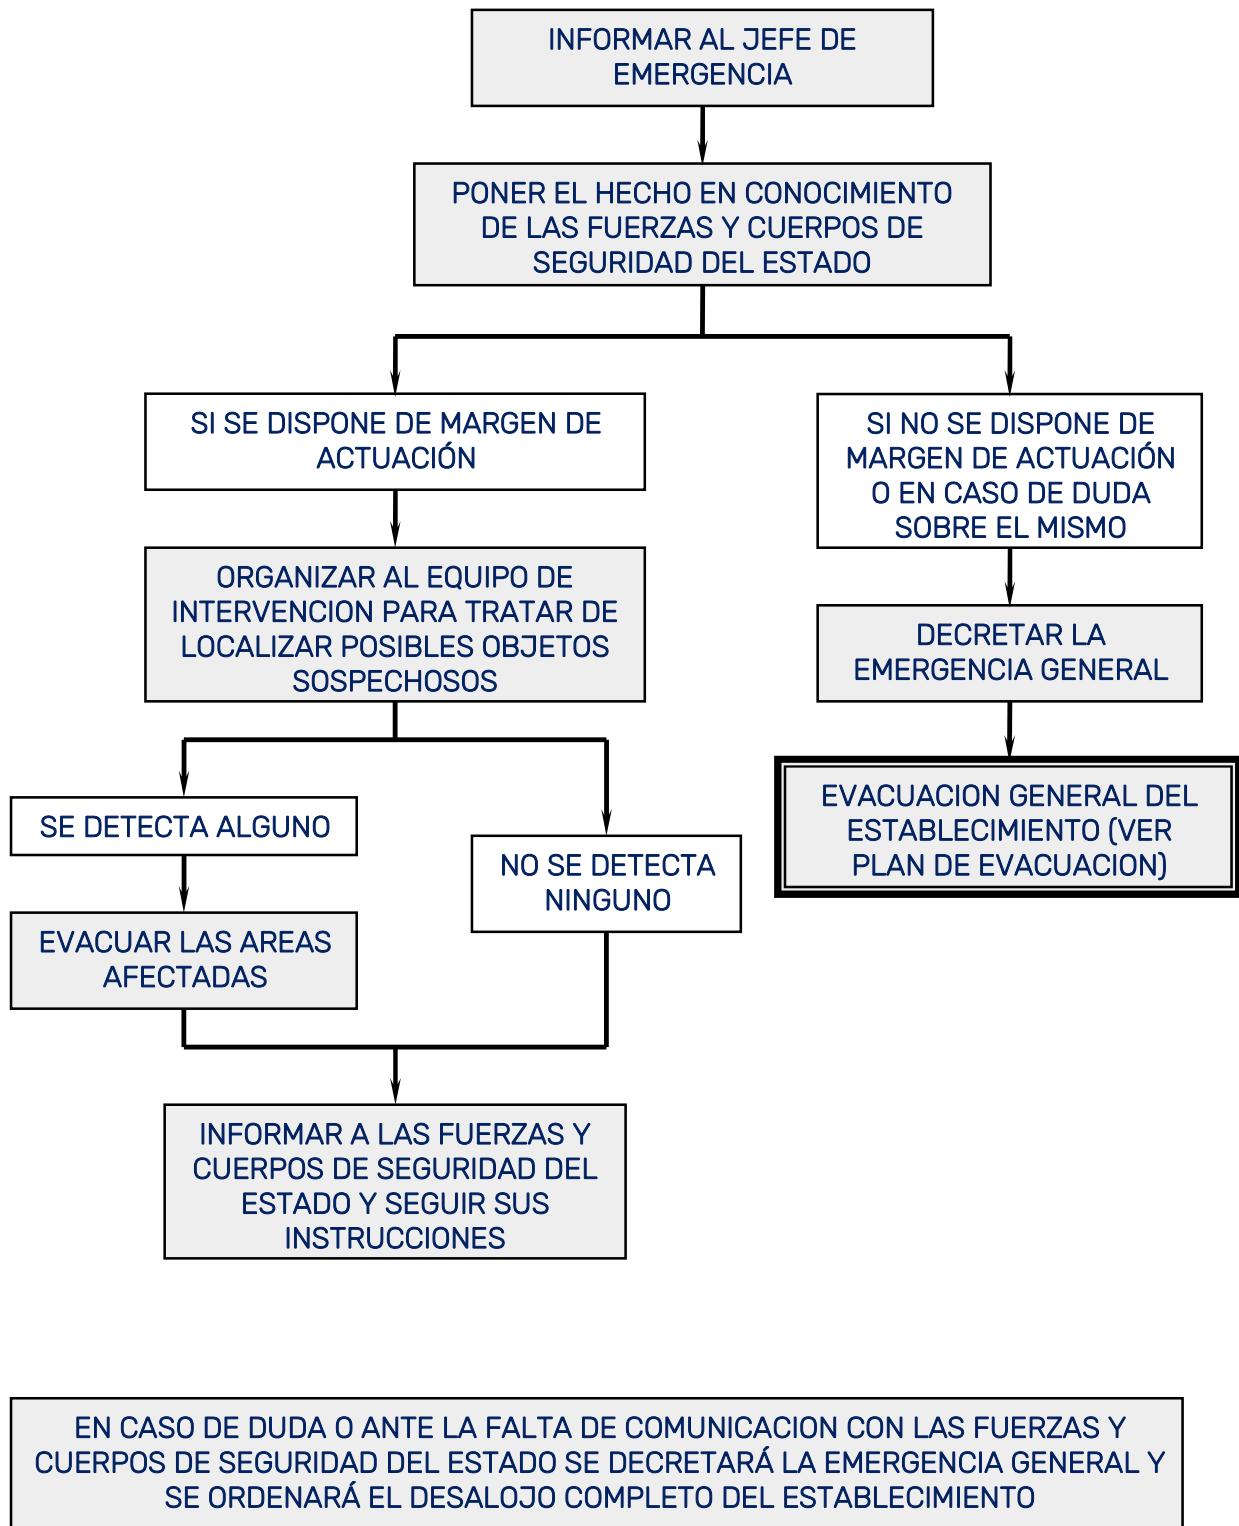 INFORMAR AL JEFE DE
EMERGENCIA
PONER EL HECHO EN CONOCIMIENTO
DE LAS FUERZAS Y CUERPOS DE
SEGURIDAD DEL ESTADO
SI SE DISPONE DE MARGEN DE
ACTUACIÓN
SI NO SE DISPONE DE
MARGEN DE ACTUACIÓN
O EN CASO DE DUDA
SOBRE EL MISMO
ORGANIZAR AL EQUIPO DE
INTERVENCION PARA TRATAR DE
LOCALIZAR POSIBLES OBJETOS
SOSPECHOSOS
DECRETAR LA
EMERGENCIA GENERAL
EVACUACION GENERAL DEL
ESTABLECIMIENTO (VER
PLAN DE EVACUACION)
SE DETECTA ALGUNO
NO SE DETECTA
NINGUNO
EVACUAR LAS AREAS
AFECTADAS
INFORMAR A LAS FUERZAS Y
CUERPOS DE SEGURIDAD DEL
ESTADO Y SEGUIR SUS
INSTRUCCIONES
EN CASO DE DUDA O ANTE LA FALTA DE COMUNICACION CON LAS FUERZAS Y
CUERPOS DE SEGURIDAD DEL ESTADO SE DECRETARÁ LA EMERGENCIA GENERAL Y
SE ORDENARÁ EL DESALOJO COMPLETO DEL ESTABLECIMIENTO